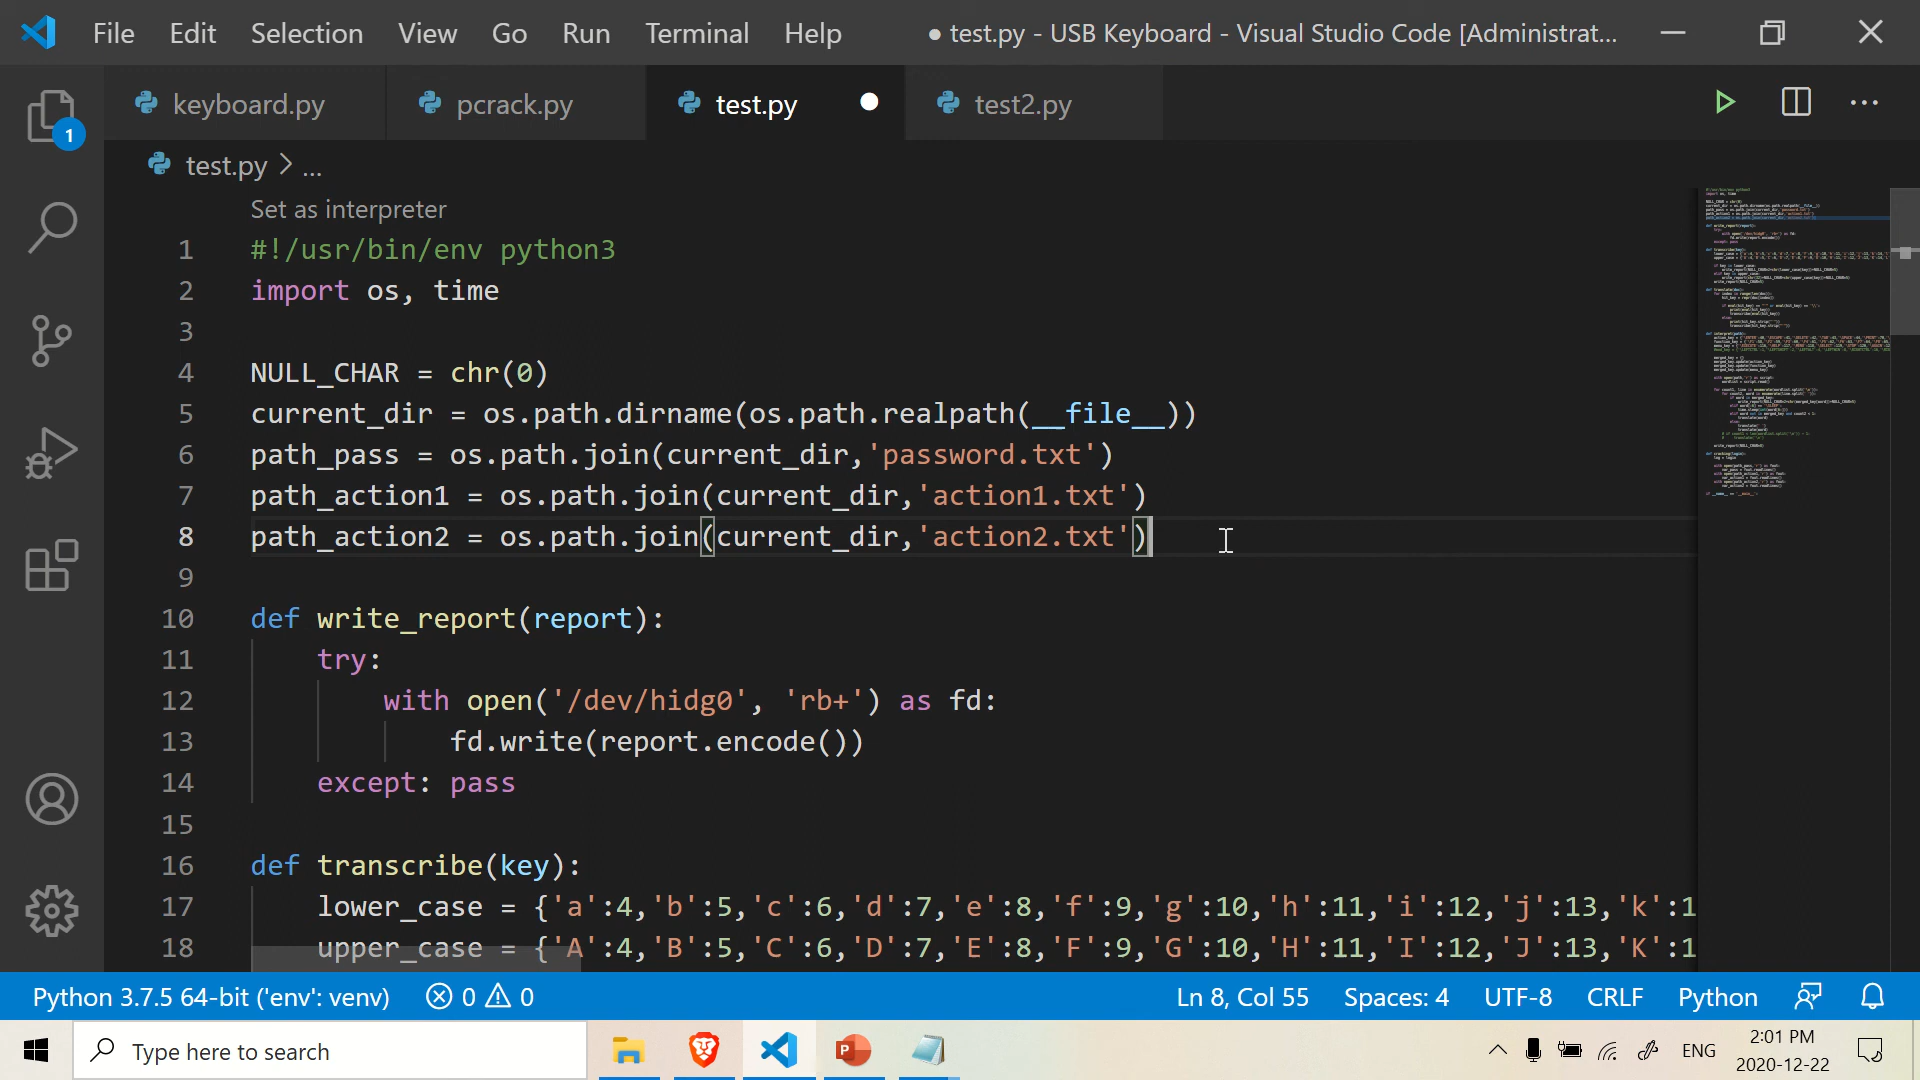 File Edit Selection View Go Run Terminal Help ● test.py - USB Keyboard - Visual Studio Code [Administrat...
keyboard.py pcrack.py test.py test2.py
1
test.py > ...
Set as interpreter
1 #!/usr/bin/env python3
2 import os, time
3
4 NULL_CHAR = chr(0)
5 current_dir = os.path.dirname(os.path.realpath(__file__))
6 path_pass = os.path.join(current_dir,'password.txt')
7 path_action1 = os.path.join(current_dir,'action1.txt')
8 path_action2 = os.path.join(current_dir,'action2.txt')
9
10 def write_report(report):
11 try:
12 with open('/dev/hidg0', 'rb+') as fd:
13 fd.write(report.encode())
14 except: pass
15
16 def transcribe(key):
17 lower_case = {'a':4,'b':5,'c':6,'d':7,'e':8,'f':9,'g':10,'h':11,'i':12,'j':13,'k':1
18 upper_case = {'A':4,'B':5,'C':6,'D':7,'E':8,'F':9,'G':10,'H':11,'I':12,'J':13,'K':1
Python 3.7.5 64-bit ('env': venv) 0 0 Ln 8, Col 55 Spaces: 4 UTF-8 CRLF Python
Type here to search P ENG 2:01 PM
2020-12-22